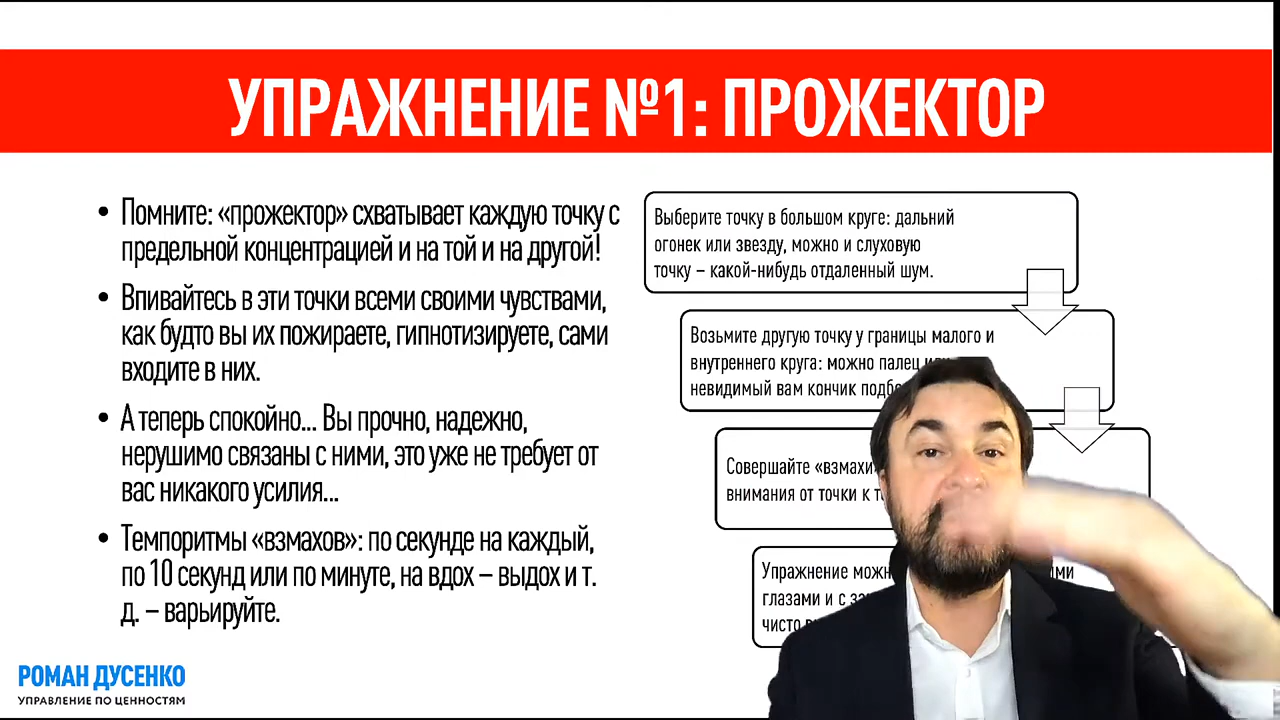 УПРАЖНЕНИЕ №1: ПРОЖЕКТОР
• Помните: «прожектор» схватывает каждую точку с
предельной концентрацией и на той и на другой!
• Впивайтесь в эти точки всеми своими чувствами,
как будто вы их пожираете, гипнотизируете, сами
входите в них.
• А теперь спокойно... Вы прочно, надежно,
нерушимо связаны с ними, это уже не требует от
вас никакого усилия...
• Темпоритмы «взмахов»: по секунде на каждый,
по 10 секунд или по минуте, на вдох – выдох и т.
д. – варьируйте.
Выберите точку в большом круге: дальний
огонек или звезду, можно и слуховую
точку – какой-нибудь отдаленный шум.
Возьмите другую точку у границы малого и
внутреннего круга: можно палец
невидимый вам кончик
Совершайте
внимания от точки к
Упражнение
глазами и с
чисто
РОМАН ДУСЕНКО
УПРАВЛЕНИЕ ПО ЦЕННОСТЯМ